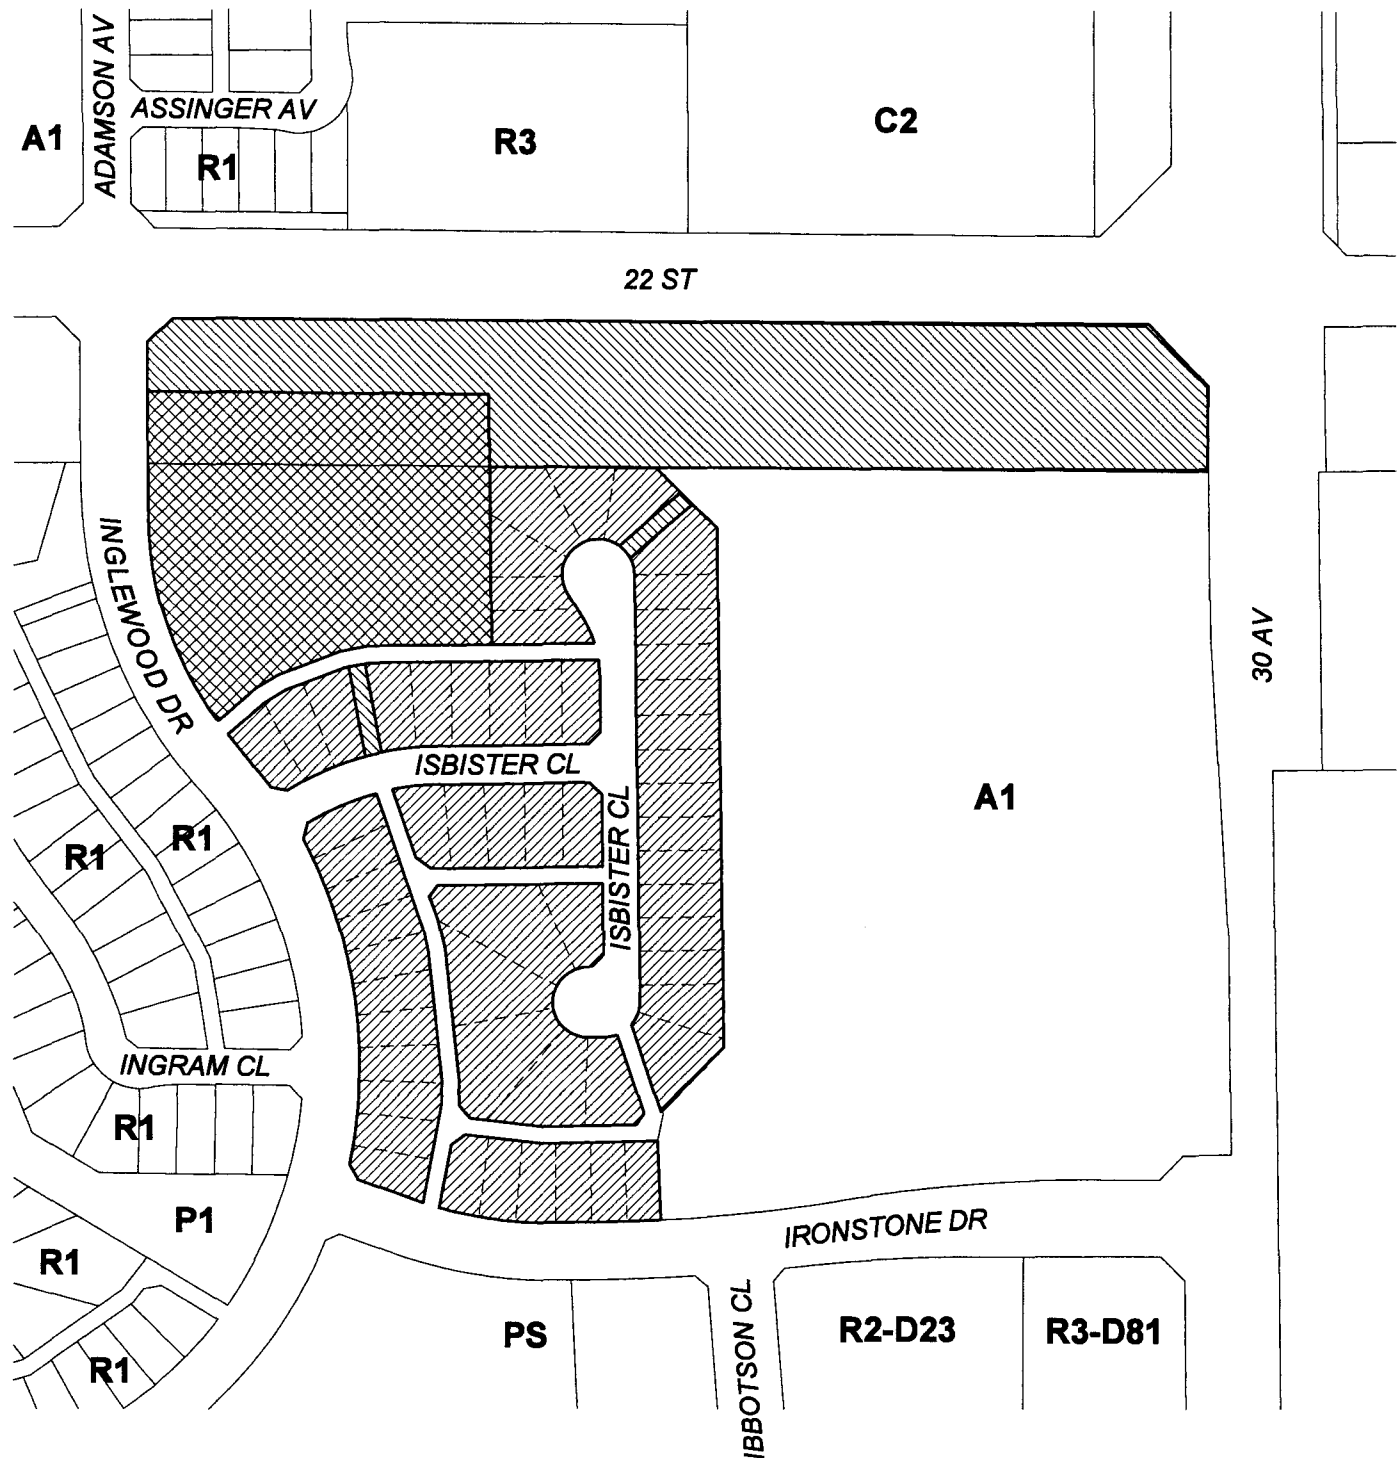 ADAMSON AV
ASSINGER AV
A1
R1
R3
C2
22 ST
INGLEWOOD DR
30 AV
ISBISTER CL
ISBISTER CL
A1
R1
R1
INGRAM CL
R1
P1
R1
R1
IRONSTONE DR
PS
IBBOTSON CL
R2-D23
R3-D81